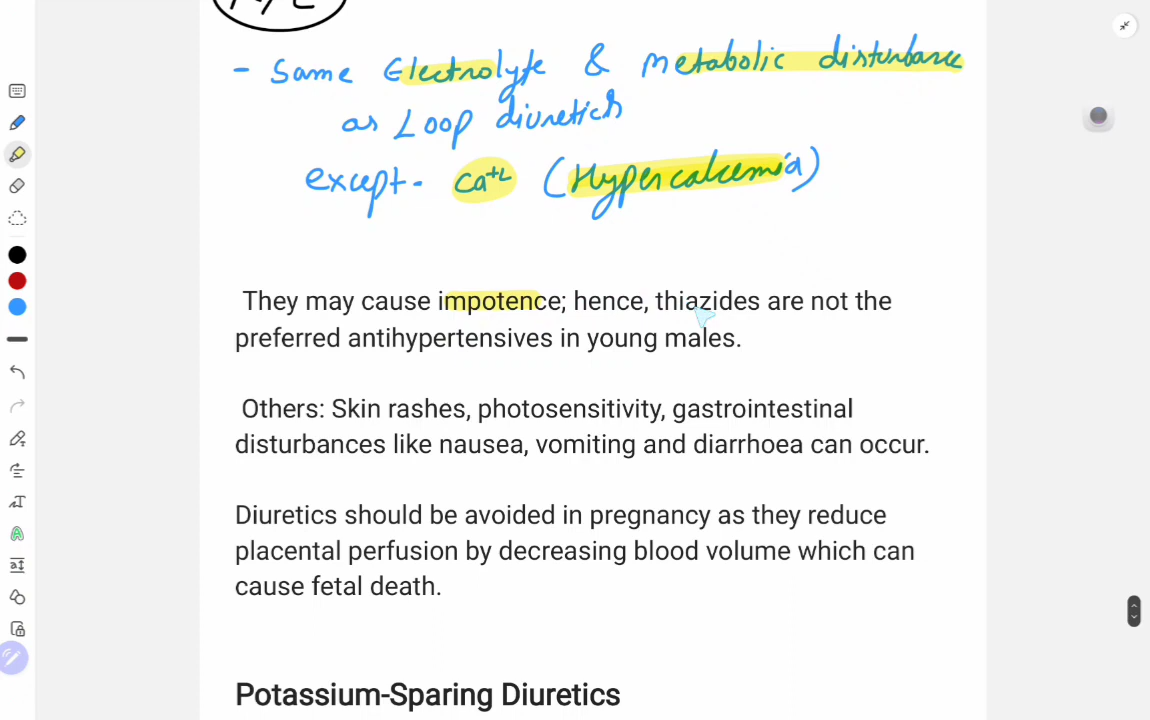 - Same Electrolyte & Metabolic disturbance
as Loop diuretics
except - Ca+2 (Hypercalcemia)
They may cause impotence; hence, thiazides are not the
preferred antihypertensives in young males.
Others: Skin rashes, photosensitivity, gastrointestinal
disturbances like nausea, vomiting and diarrhoea can occur.
Diuretics should be avoided in pregnancy as they reduce
placental perfusion by decreasing blood volume which can
cause fetal death.
Potassium-Sparing Diuretics